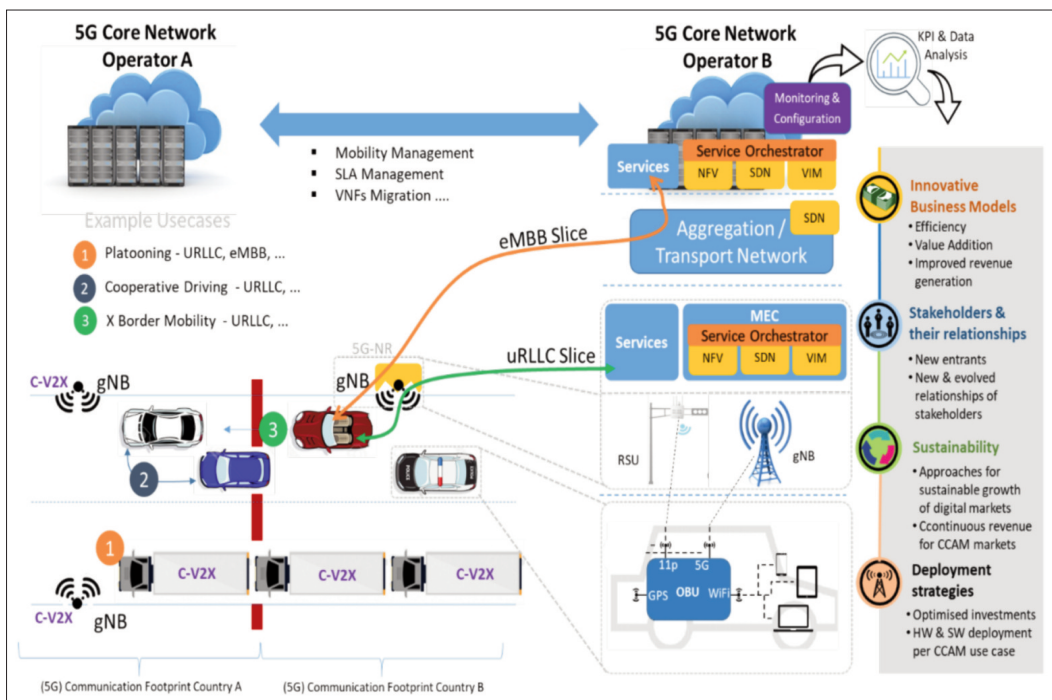 5G Core Network
Operator A
5G Core Network
Operator B
KPI & Data
Analysis
Monitoring &
Configuration
▪ Mobility Management
▪ SLA Management
▪ VNFs Migration ....
Services
Service Orchestrator
NFV
SDN
VIM
Example Usecases
1 Platooning - URLLC, eMBB, ...
2 Cooperative Driving - URLLC, ...
3 X Border Mobility - URLLC, ...
eMBB Slice
SDN
Aggregation /
Transport Network
Innovative
Business Models
• Efficiency
• Value Addition
• Improved revenue
generation
5G-NR
uRLLC Slice
Services
MEC
Service Orchestrator
NFV
SDN
VIM
Stakeholders &
their relationships
• New entrants
• New & evolved
relationships of
stakeholders
C-V2X
gNB
gNB
3
2
POLICE
RSU
gNB
Sustainability
• Approaches for
sustainable growth
of digital markets
• Ccontinuous revenue
for CCAM markets
1
C-V2X
C-V2X
C-V2X
C-V2X
gNB
11p
5G
GPS
OBU
WiFi
Deployment
strategies
• Optimised investments
• HW & SW deployment
per CCAM use case
(5G) Communication Footprint Country A
(5G) Communication Footprint Country B